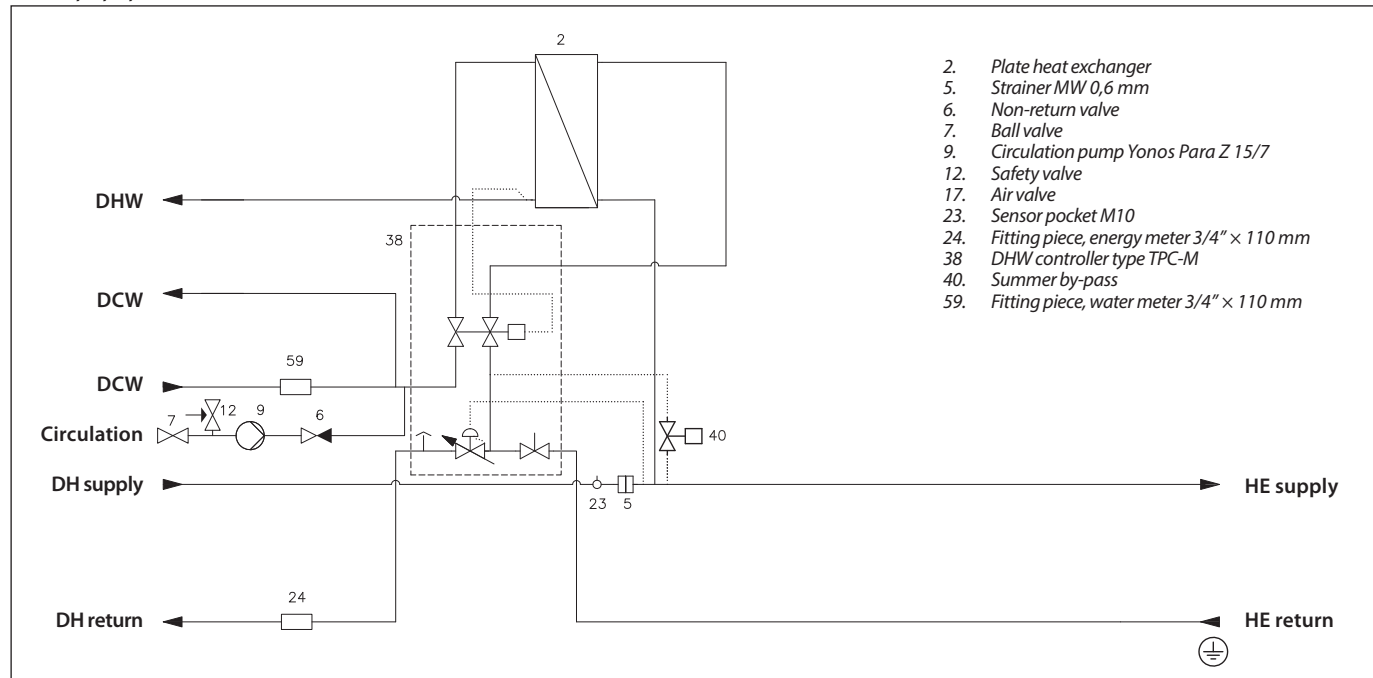 2
2. Plate heat exchanger
5. Strainer MW 0,6 mm
6. Non-return valve
7. Ball valve
9. Circulation pump Yonos Para Z 15/7
12. Safety valve
17. Air valve
23. Sensor pocket M10
24. Fitting piece, energy meter 3/4" × 110 mm
38 DHW controller type TPC-M
40. Summer by-pass
59. Fitting piece, water meter 3/4" × 110 mm
DHW
38
DCW
59
DCW
7 12 9 6
Circulation
40
DH supply
23 5
HE supply
24
DH return
HE return